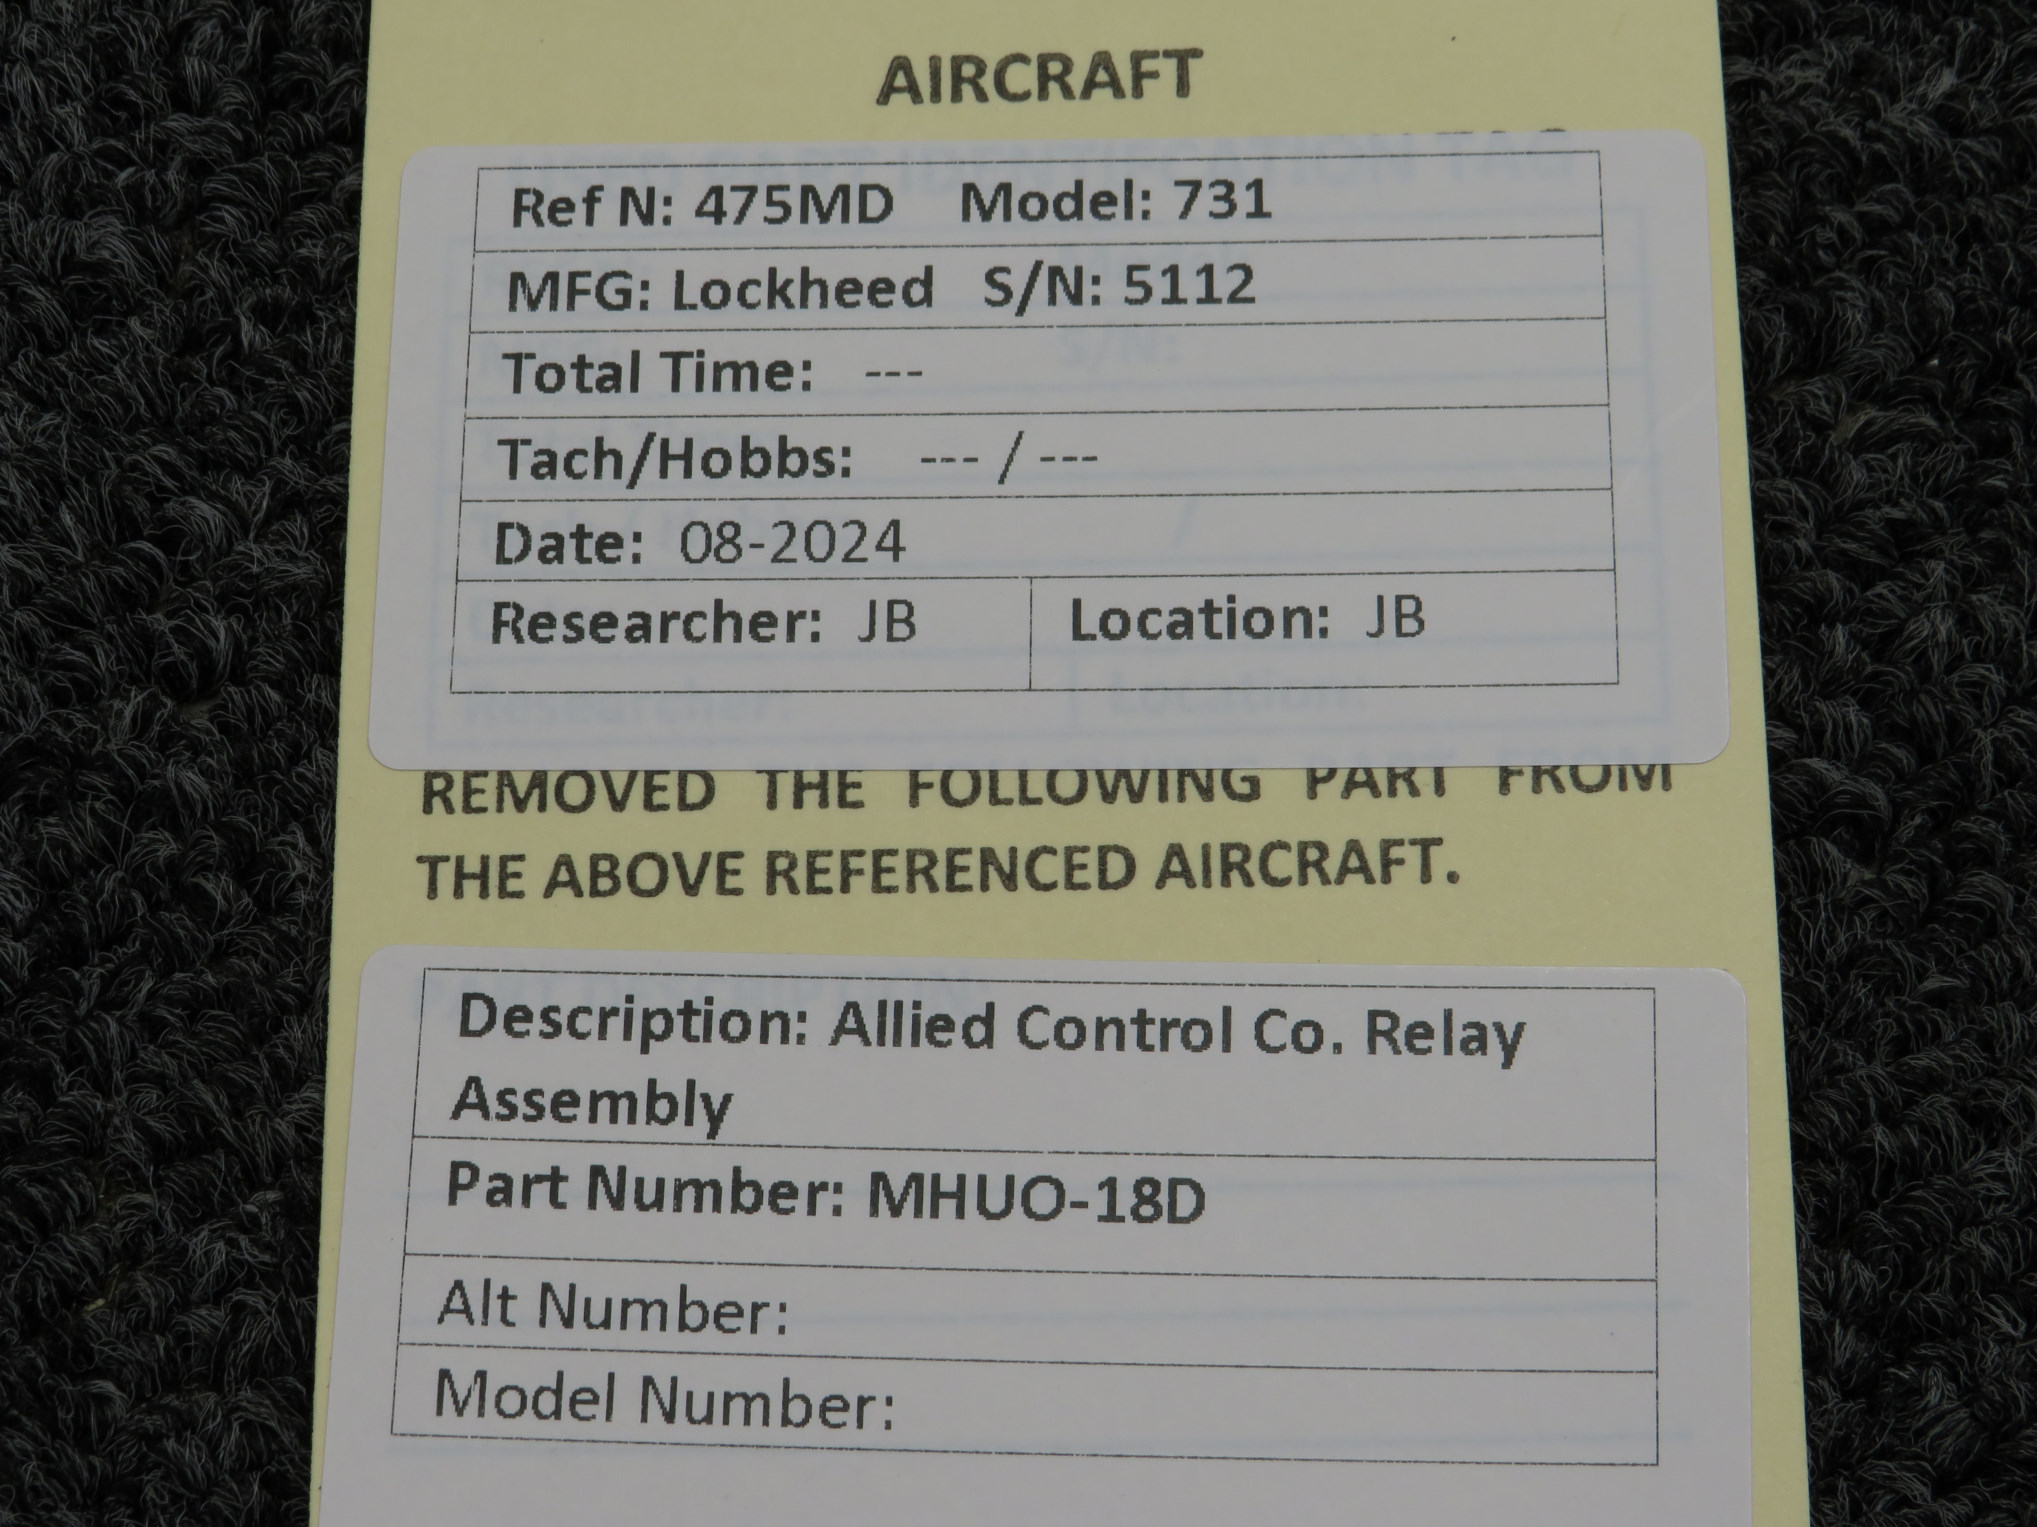 AIRCRAFT
Ref N: 475MD Model: 731
MFG: Lockheed S/N: 5112
Total Time: ---
Tach/Hobbs: --- / ---
Date: 08-2024
Researcher: JB Location: JB
REMOVED THE FOLLOWING PART FROM
THE ABOVE REFERENCED AIRCRAFT.
Description: Allied Control Co. Relay
Assembly
Part Number: MHUO-18D
Alt Number:
Model Number: